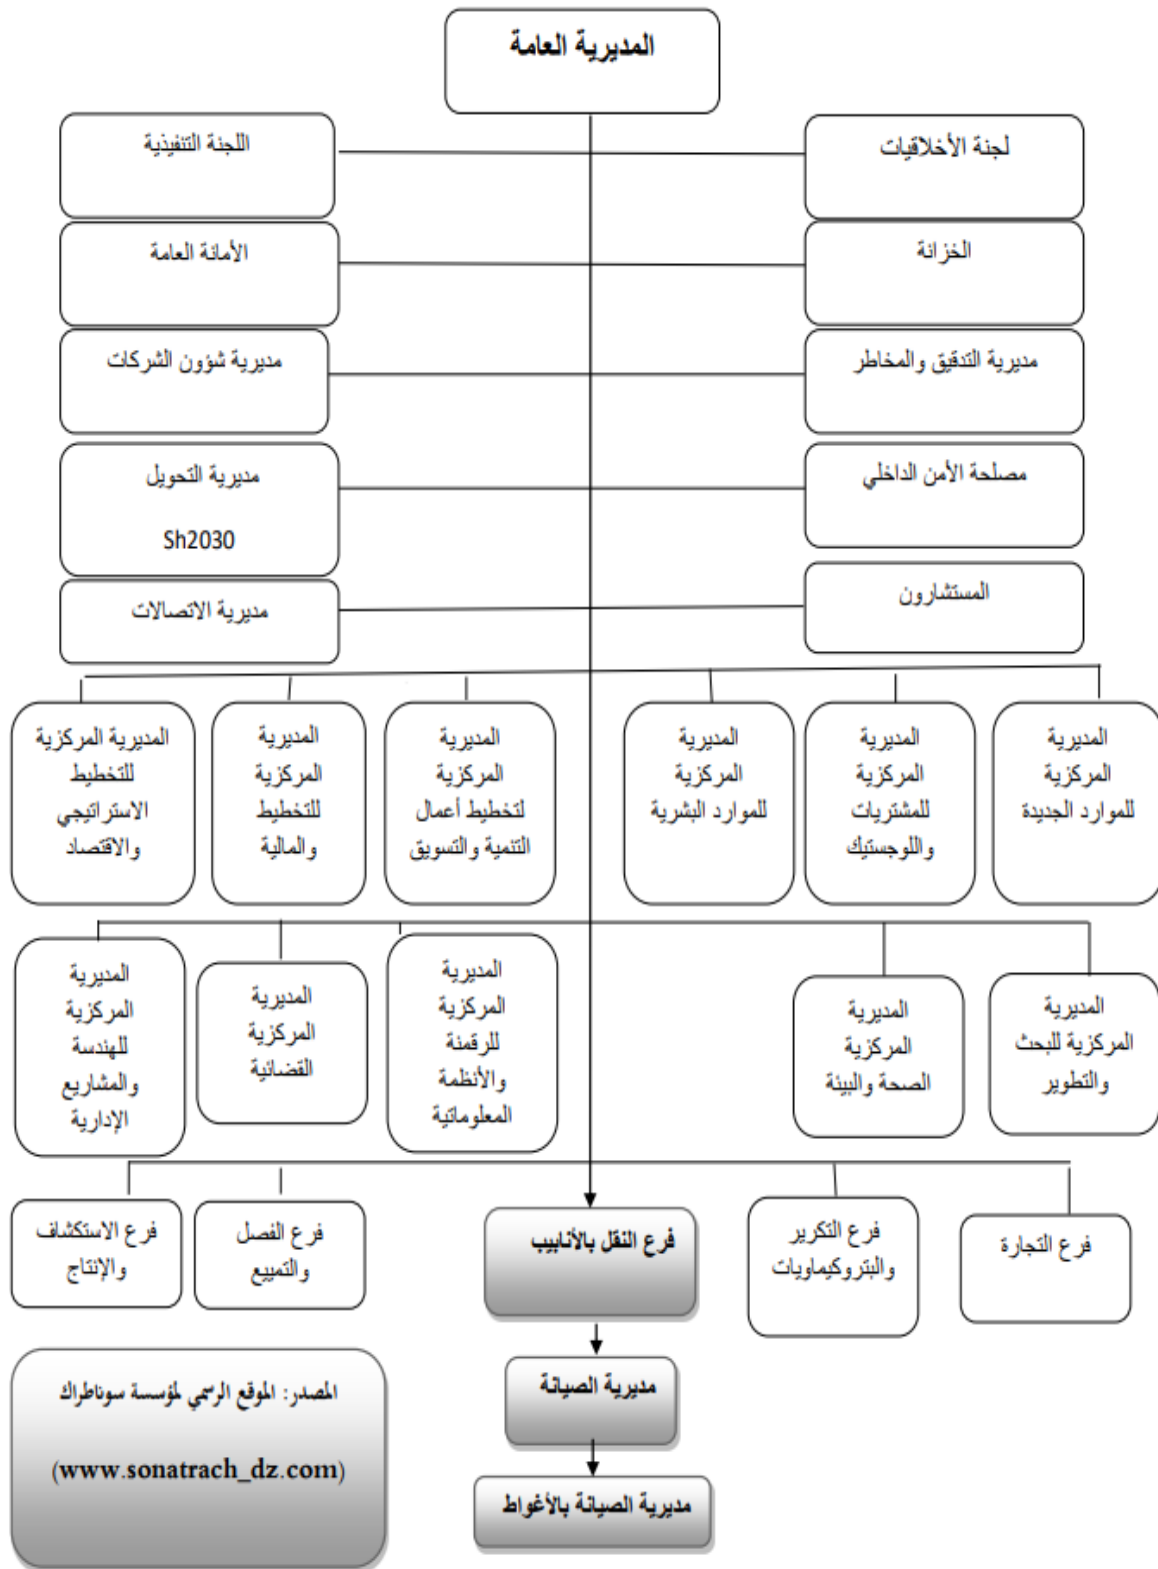 المديرية العامة
لجنة الأخلاقيات
اللجنة التنفيذية
الخزانة
الأمانة العامة
مديرية التدقيق والمخاطر
مديرية شؤون الشركات
مصلحة الأمن الداخلي
مديرية التحويل
Sh2030
المستشارون
مديرية الاتصالات
المديرية
المركزية
للموارد الجديدة
المديرية
المركزية
للمشتريات
واللوجستيك
المديرية
المركزية
للموارد البشرية
المديرية
المركزية
لتخطيط أعمال
التنمية والتسويق
المديرية
المركزية
للتخطيط
والمالية
المديرية المركزية
للتخطيط
الاستراتيجي
والاقتصاد
المديرية
المركزية للبحث
والتطوير
المديرية
المركزية
الصحة والبيئة
المديرية
المركزية
للرقمنة
والأنظمة
المعلوماتية
المديرية
المركزية
القضائية
المديرية
المركزية
للهندسة
والمشاريع
الإدارية
فرع التجارة
فرع التكرير
والبتروكيماويات
فرع النقل بالأنابيب
فرع الفصل
والتمييع
فرع الاستكشاف
والإنتاج
مديرية الصيانة
مديرية الصيانة بالأغواط
المصدر: الموقع الرسمي لمؤسسة سوناطراك
(www.sonatrach_dz.com)